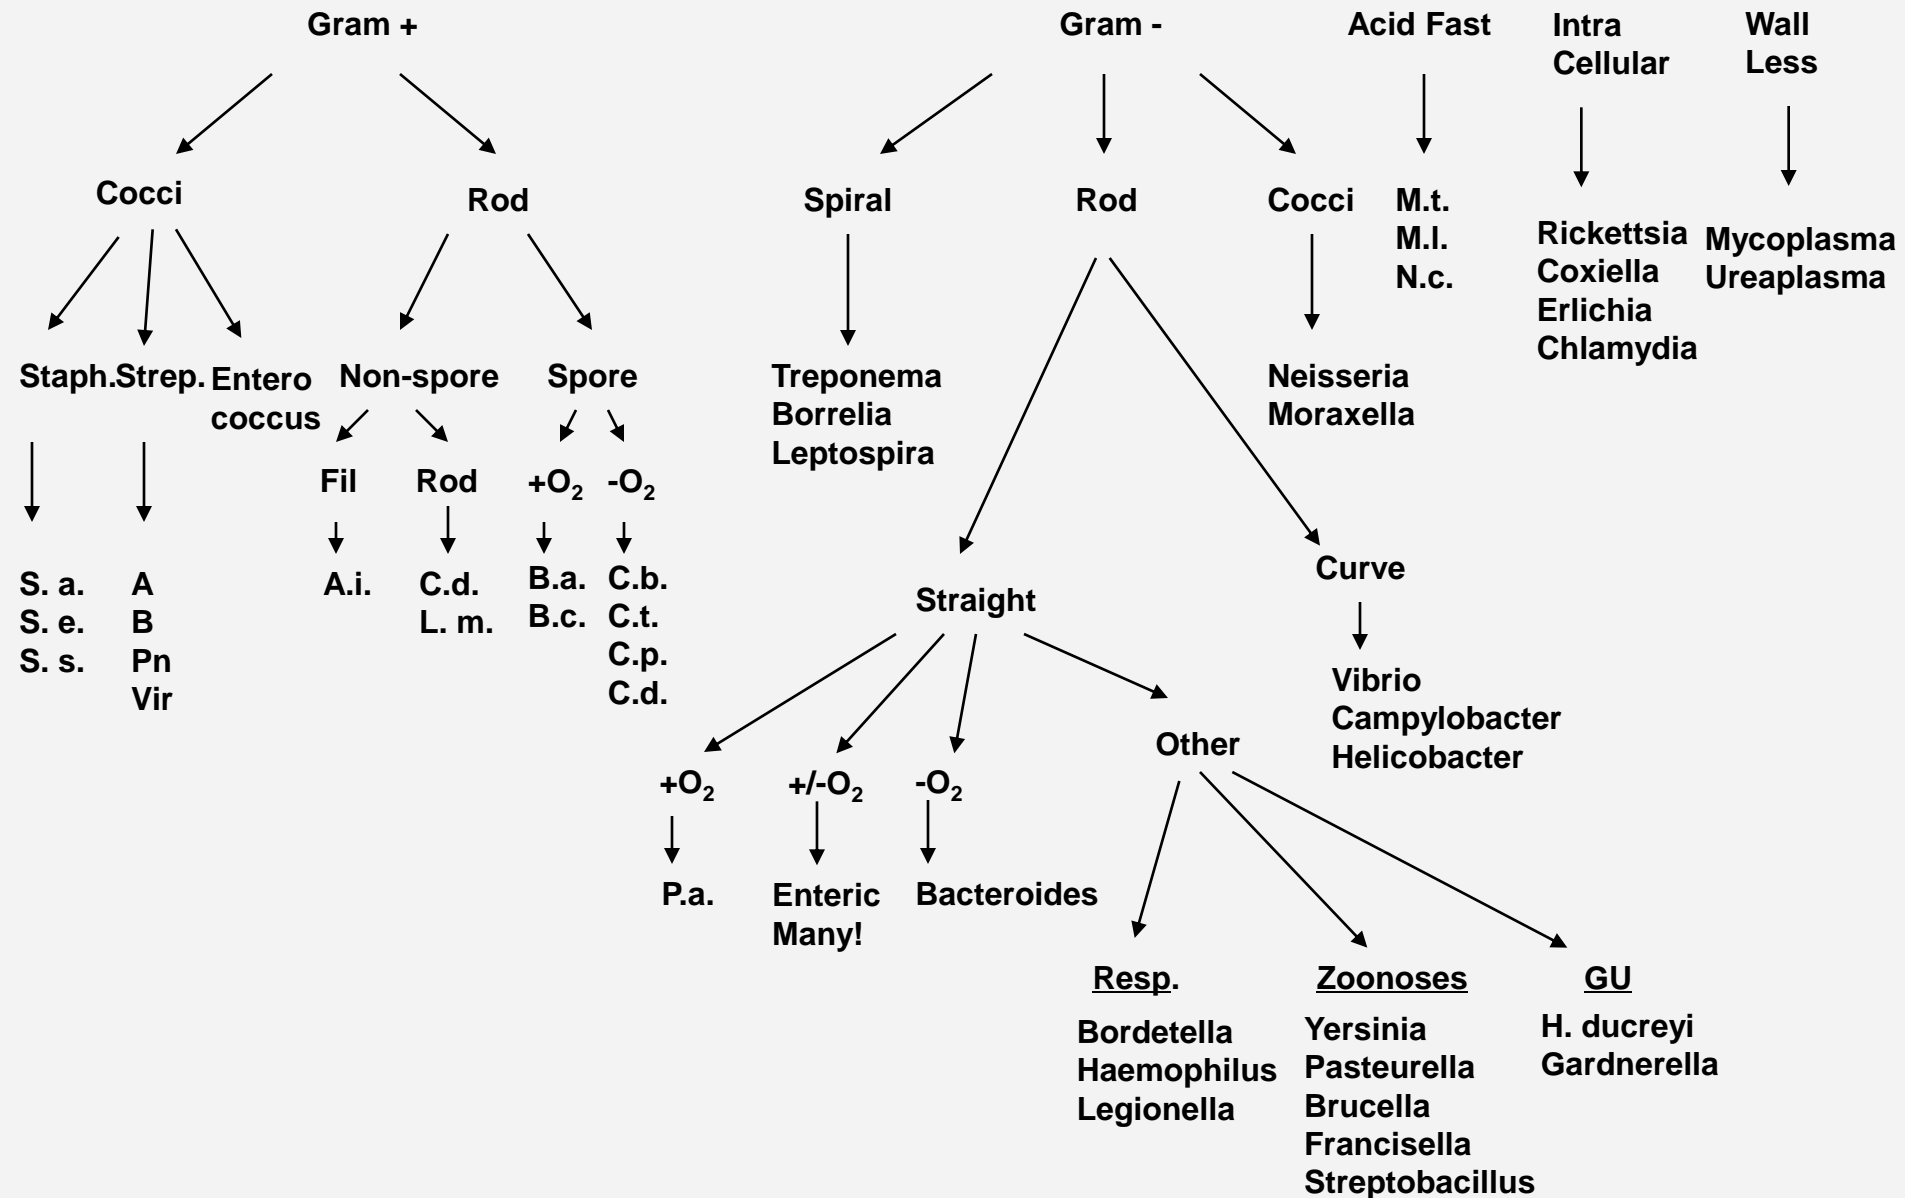 Gram +
Gram -
Acid Fast
Intra
Cellular
Wall
Less
Cocci
Rod
Spiral
Rod
Cocci
M.t.
M.l.
N.c.
Rickettsia
Coxiella
Erlichia
Chlamydia
Mycoplasma
Ureaplasma
Staph.
Strep.
Entero
coccus
Non-spore
Spore
Treponema
Borrelia
Leptospira
Neisseria
Moraxella
Fil
Rod
+O2
-O2
S. a.
S. e.
S. s.
A
B
Pn
Vir
A.i.
C.d.
L. m.
B.a.
B.c.
C.b.
C.t.
C.p.
C.d.
Straight
Curve
Vibrio
Campylobacter
Helicobacter
+O2
+/-O2
-O2
Other
P.a.
Enteric
Many!
Bacteroides
Resp.
Bordetella
Haemophilus
Legionella
Zoonoses
Yersinia
Pasteurella
Brucella
Francisella
Streptobacillus
GU
H. ducreyi
Gardnerella